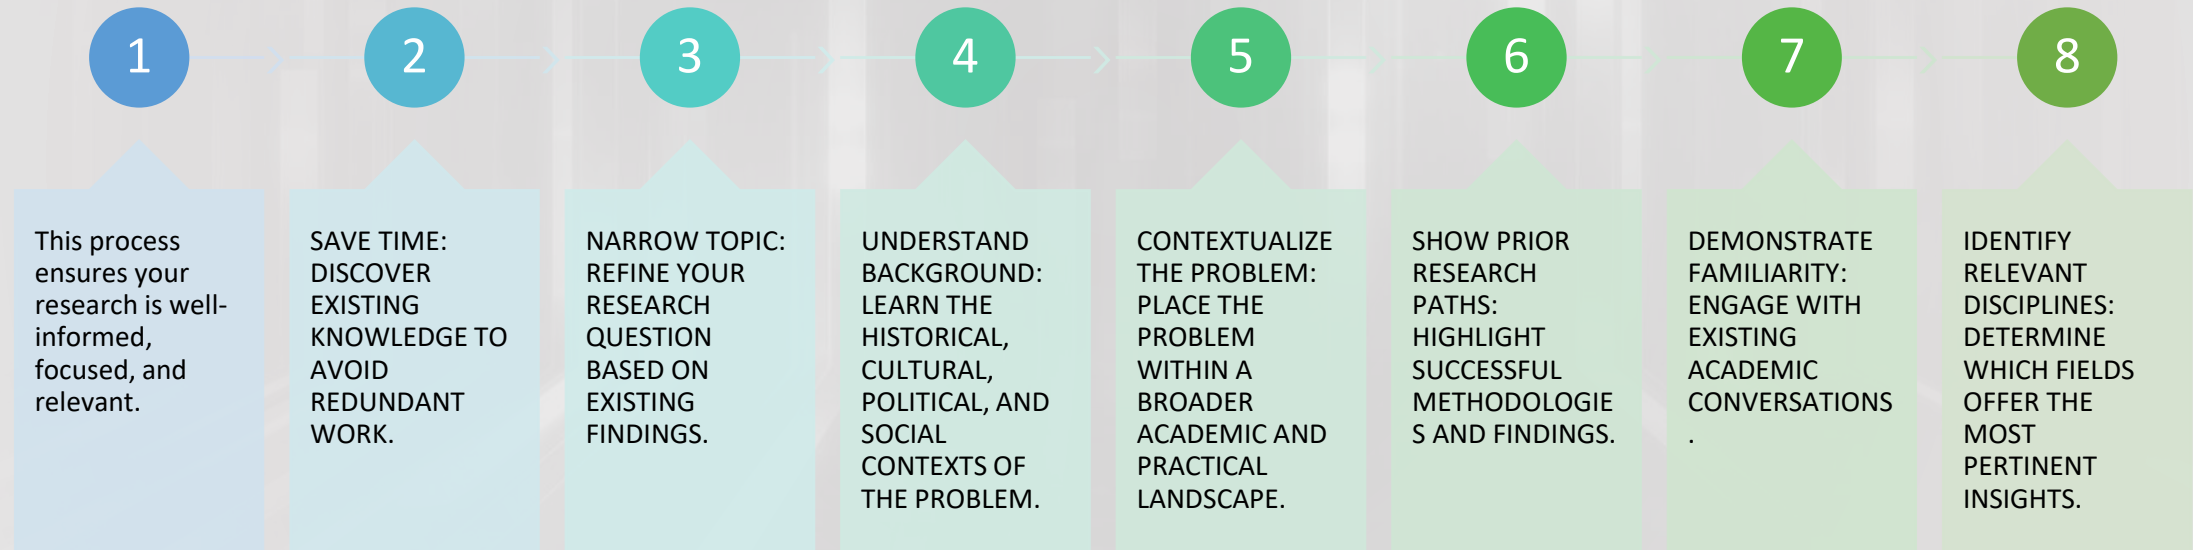 1
This process
ensures your
research is well-
informed,
focused, and
relevant.
2
SAVE TIME:
DISCOVER
EXISTING
KNOWLEDGE TO
AVOID
REDUNDANT
WORK.
3
NARROW TOPIC:
REFINE YOUR
RESEARCH
QUESTION
BASED ON
EXISTING
FINDINGS.
4
UNDERSTAND
BACKGROUND:
LEARN THE
HISTORICAL,
CULTURAL,
POLITICAL, AND
SOCIAL
CONTEXTS OF
THE PROBLEM.
5
CONTEXTUALIZE
THE PROBLEM:
PLACE THE
PROBLEM
WITHIN A
BROADER
ACADEMIC AND
PRACTICAL
LANDSCAPE.
6
SHOW PRIOR
RESEARCH
PATHS:
HIGHLIGHT
SUCCESSFUL
METHODOLOGIE
S AND FINDINGS.
7
DEMONSTRATE
FAMILIARITY:
ENGAGE WITH
EXISTING
ACADEMIC
CONVERSATIONS
.
8
IDENTIFY
RELEVANT
DISCIPLINES:
DETERMINE
WHICH FIELDS
OFFER THE
MOST
PERTINENT
INSIGHTS.